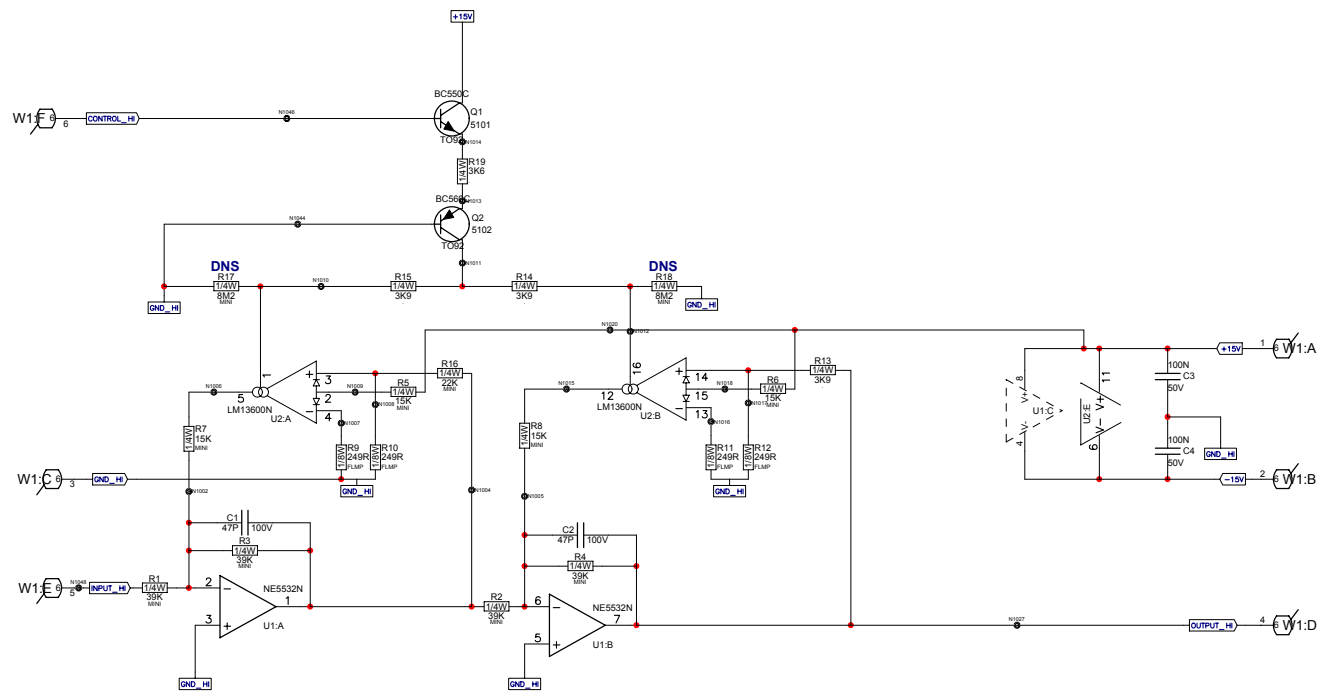 +15V
BC550C
Q1
5101
TO92
N1014
W1:F 6
6
CONTROL_HI
N1046
R19
1/4W
3K6
N1013
BC560C
Q2
5102
TO92
N1044
N1011
DNS
R17
1/4W
8M2
MINI
GND_HI
N1010
R15
1/4W
3K9
R14
1/4W
3K9
DNS
R18
1/4W
8M2
MINI
GND_HI
N1020
N1012
1
16
N1006
5
LM13600N
U2:A
3
2
4
N1009
N1008
N1007
R16
1/4W
22K
MINI
R5
1/4W
15K
MINI
N1015
12
LM13600N
U2:B
14
15
13
N1018
N1017
N1016
R13
1/4W
3K9
R6
1/4W
15K
MINI
R7
1/4W
15K
MINI
R9
1/8W
249R
FLMP
R10
1/8W
249R
FLMP
GND_HI
R8
1/4W
15K
MINI
R11
1/8W
249R
FLMP
R12
1/8W
249R
FLMP
GND_HI
8
V+
U1:C
V-
4
11
V+
U2:E
V-
6
100N
C3
50V
100N
C4
50V
GND_HI
+15V
1
6 W1:A
-15V
2
6 W1:B
W1:C 6
3
GND_HI
N1002
N1004
N1005
C1
47P
100V
R3
1/4W
39K
MINI
C2
47P
100V
R4
1/4W
39K
MINI
W1:E 6
5
N1048
INPUT_HI
R1
1/4W
39K
MINI
2
3
1
NE5532N
U1:A
GND_HI
R2
1/4W
39K
MINI
6
5
7
NE5532N
U1:B
GND_HI
N1027
OUTPUT_HI
4
6 W1:D